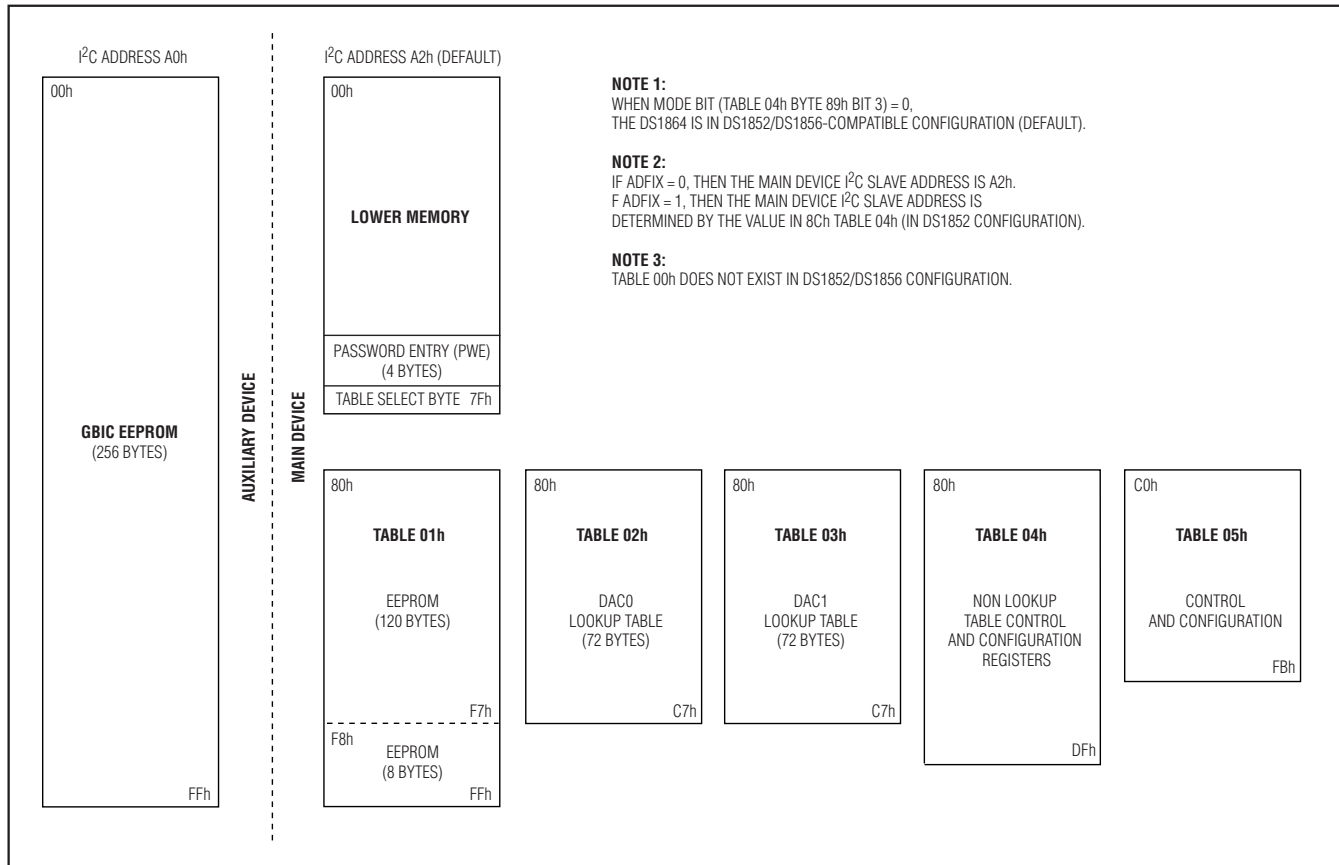 I²C ADDRESS A0h
00h
GBIC EEPROM
(256 BYTES)
FFh
AUXILIARY DEVICE
MAIN DEVICE
I²C ADDRESS A2h (DEFAULT)
00h
LOWER MEMORY
PASSWORD ENTRY (PWE)
(4 BYTES)
TABLE SELECT BYTE 7Fh
NOTE 1:
WHEN MODE BIT (TABLE 04h BYTE 89h BIT 3) = 0,
THE DS1864 IS IN DS1852/DS1856-COMPATIBLE CONFIGURATION (DEFAULT).
NOTE 2:
IF ADFIX = 0, THEN THE MAIN DEVICE I²C SLAVE ADDRESS IS A2h.
F ADFIX = 1, THEN THE MAIN DEVICE I²C SLAVE ADDRESS IS
DETERMINED BY THE VALUE IN 8Ch TABLE 04h (IN DS1852 CONFIGURATION).
NOTE 3:
TABLE 00h DOES NOT EXIST IN DS1852/DS1856 CONFIGURATION.
80h
TABLE 01h
EEPROM
(120 BYTES)
F7h
F8h
EEPROM
(8 BYTES)
FFh
80h
TABLE 02h
DAC0
LOOKUP TABLE
(72 BYTES)
C7h
80h
TABLE 03h
DAC1
LOOKUP TABLE
(72 BYTES)
C7h
80h
TABLE 04h
NON LOOKUP
TABLE CONTROL
AND CONFIGURATION
REGISTERS
DFh
C0h
TABLE 05h
CONTROL
AND CONFIGURATION
FBh